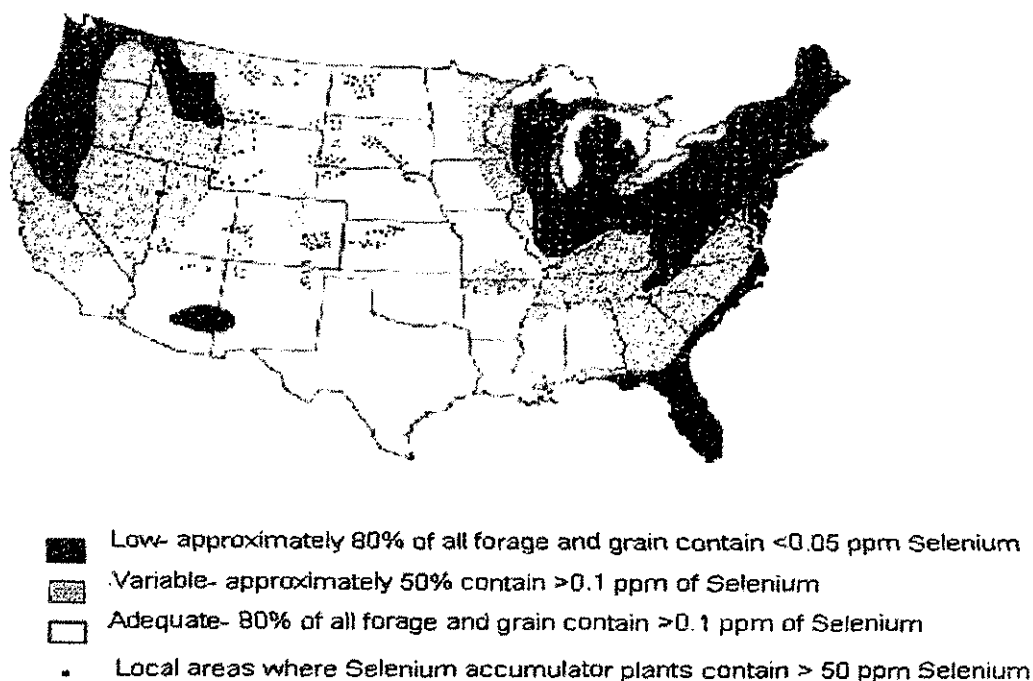 Low- approximately 80% of all forage and grain contain <0.05 ppm Selenium
Variable- approximately 50% contain >0.1 ppm of Selenium
Adequate- 80% of all forage and grain contain >0.1 ppm of Selenium
Local areas where Selenium accumulator plants contain > 50 ppm Selenium